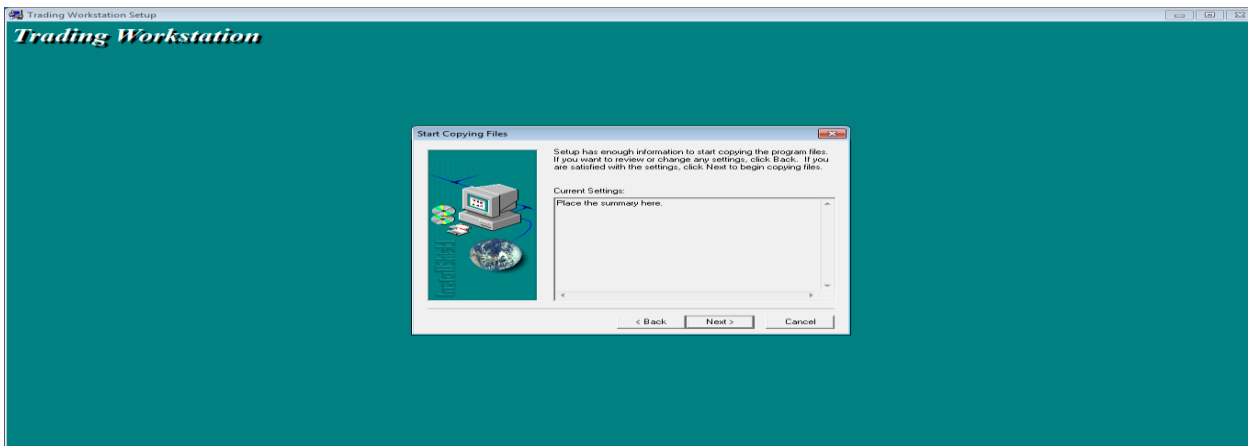 Trading Workstation Setup
Trading Workstation
Start Copying Files
Setup has enough information to start copying the program files.
If you want to review or change any settings, click Back. If you
are satisfied with the settings, click Next to begin copying files.
Current Settings:
Place the summary here.
InstallShield
< Back
Next >
Cancel